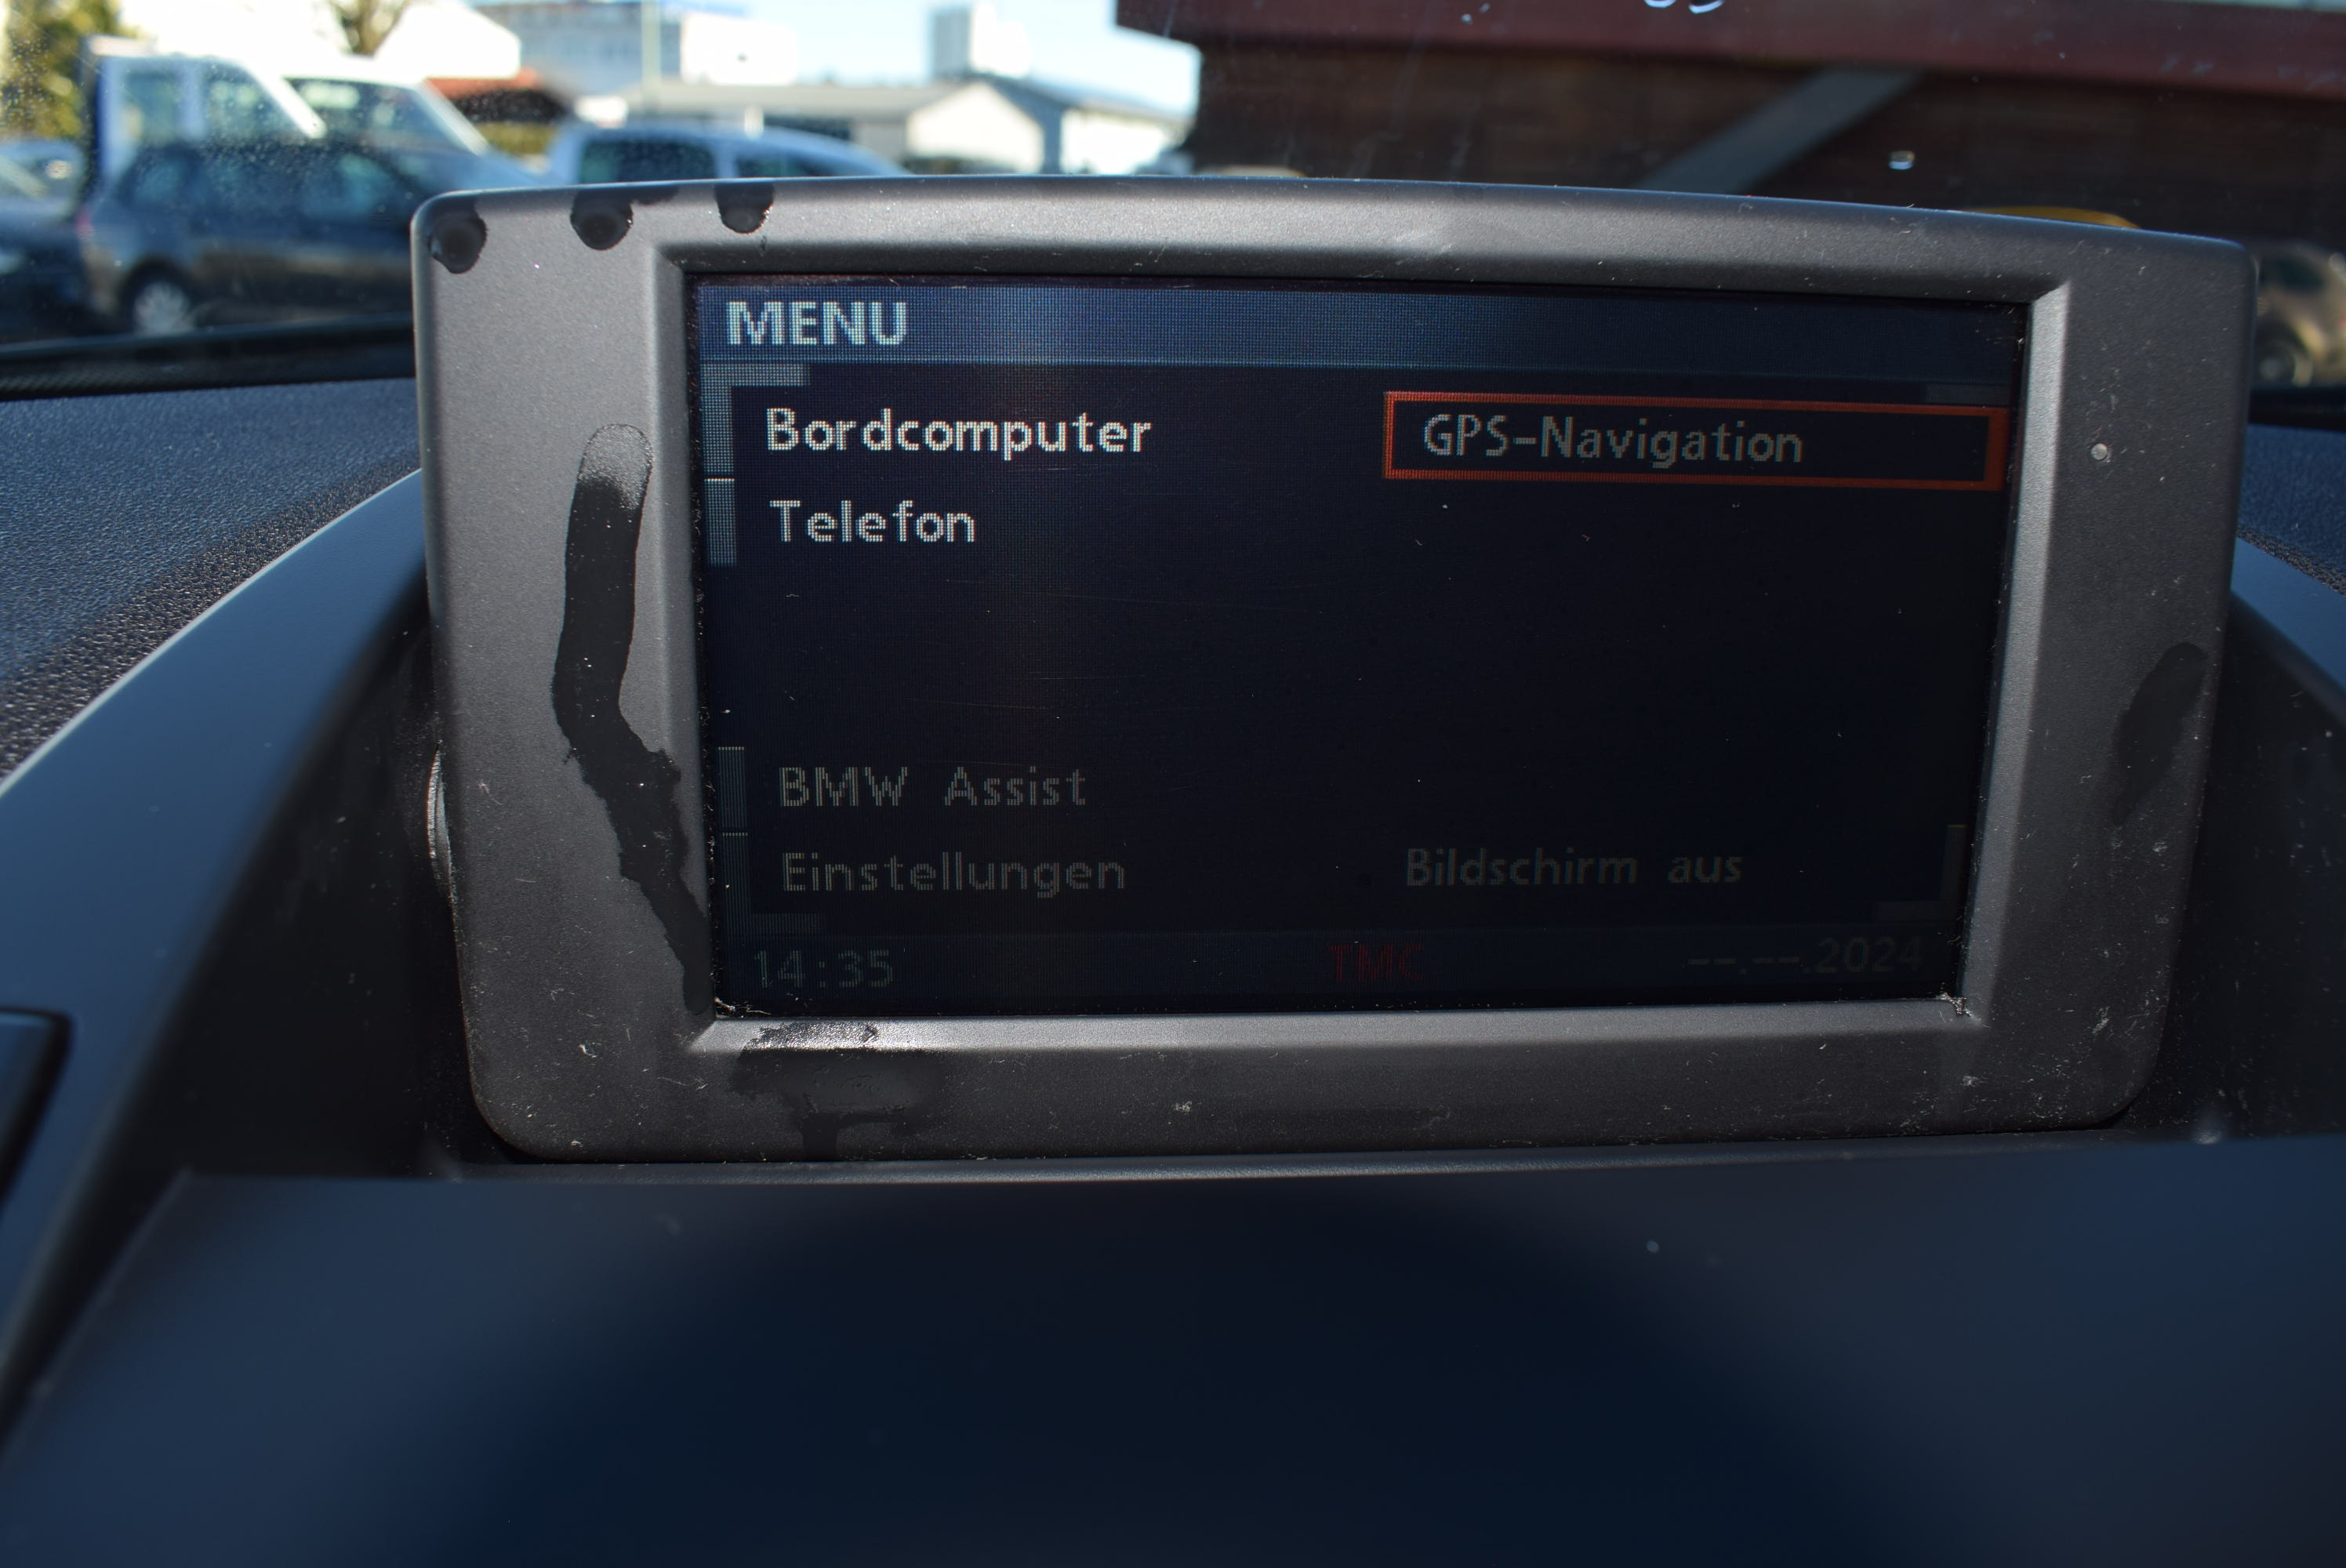 MENU
Bordcomputer GPS-Navigation
Telefon
BMW Assist
Einstellungen Bildschirm aus
14:35 TMC --.--.2024